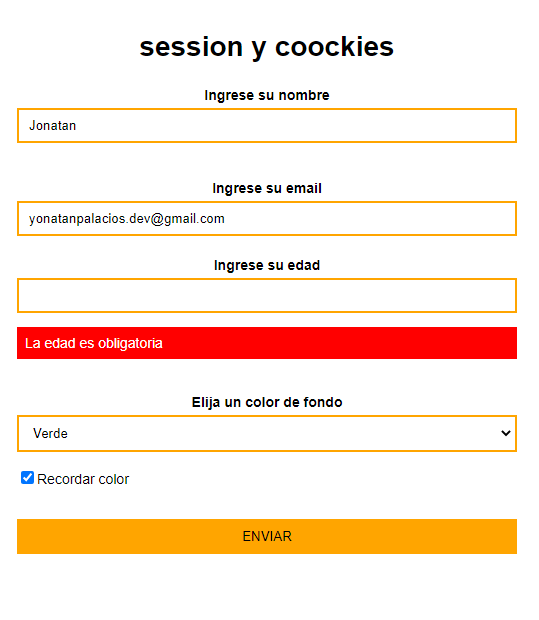 session y coockies
Ingrese su nombre
Jonatan
Ingrese su email
yonatanpalacios.dev@gmail.com
Ingrese su edad
La edad es obligatoria
Elija un color de fondo
Verde
Recordar color
ENVIAR